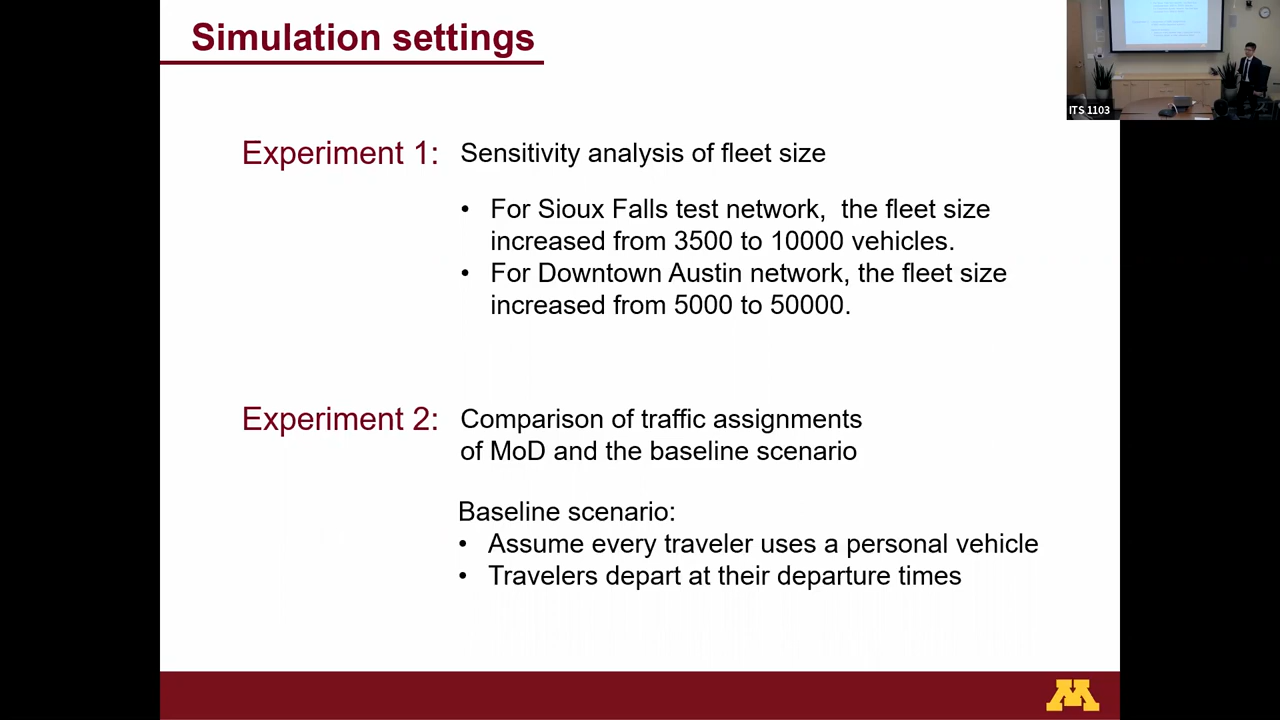 Simulation settings
ITS 1103
Experiment 1: Sensitivity analysis of fleet size
• For Sioux Falls test network,  the fleet size
increased from 3500 to 10000 vehicles.
• For Downtown Austin network, the fleet size
increased from 5000 to 50000.
Experiment 2: Comparison of traffic assignments
of MoD and the baseline scenario
Baseline scenario:
• Assume every traveler uses a personal vehicle
• Travelers depart at their departure times
M